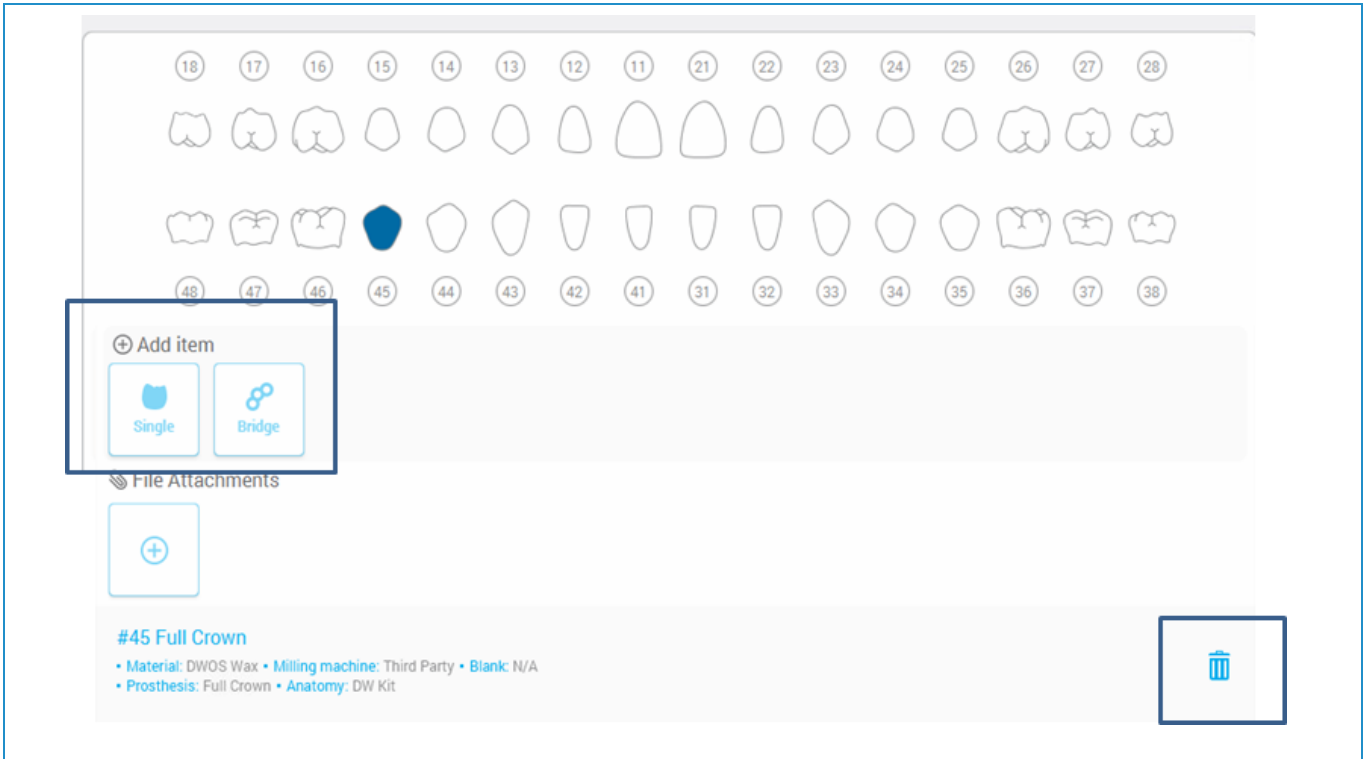 18 17 16 15 14 13 12 11 21 22 23 24 25 26 27 28
48 47 46 45 44 43 42 41 31 32 33 34 35 36 37 38
Add item
Single Bridge
File Attachments
#45 Full Crown
• Material: DWOS Wax • Milling machine: Third Party • Blank: N/A
• Prosthesis: Full Crown • Anatomy: DW Kit